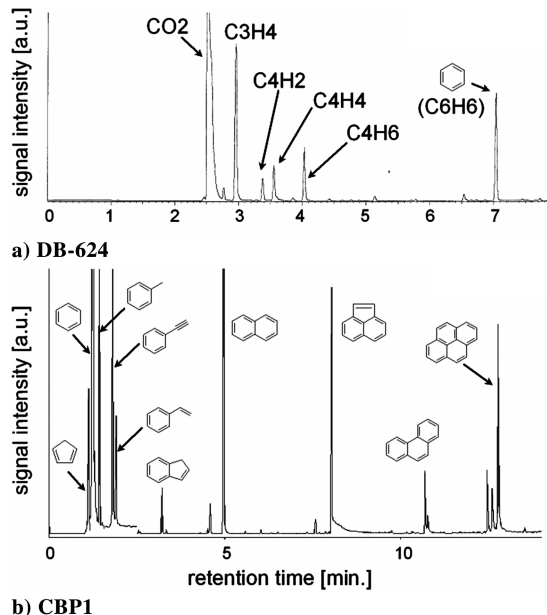 signal intensity [a.u.]
CO2
C3H4
C4H2
C4H4
C4H6
(C6H6)
0 1 2 3 4 5 6 7
a) DB-624
signal intensity [a.u.]
0 5 10
retention time [min.]
b) CBP1